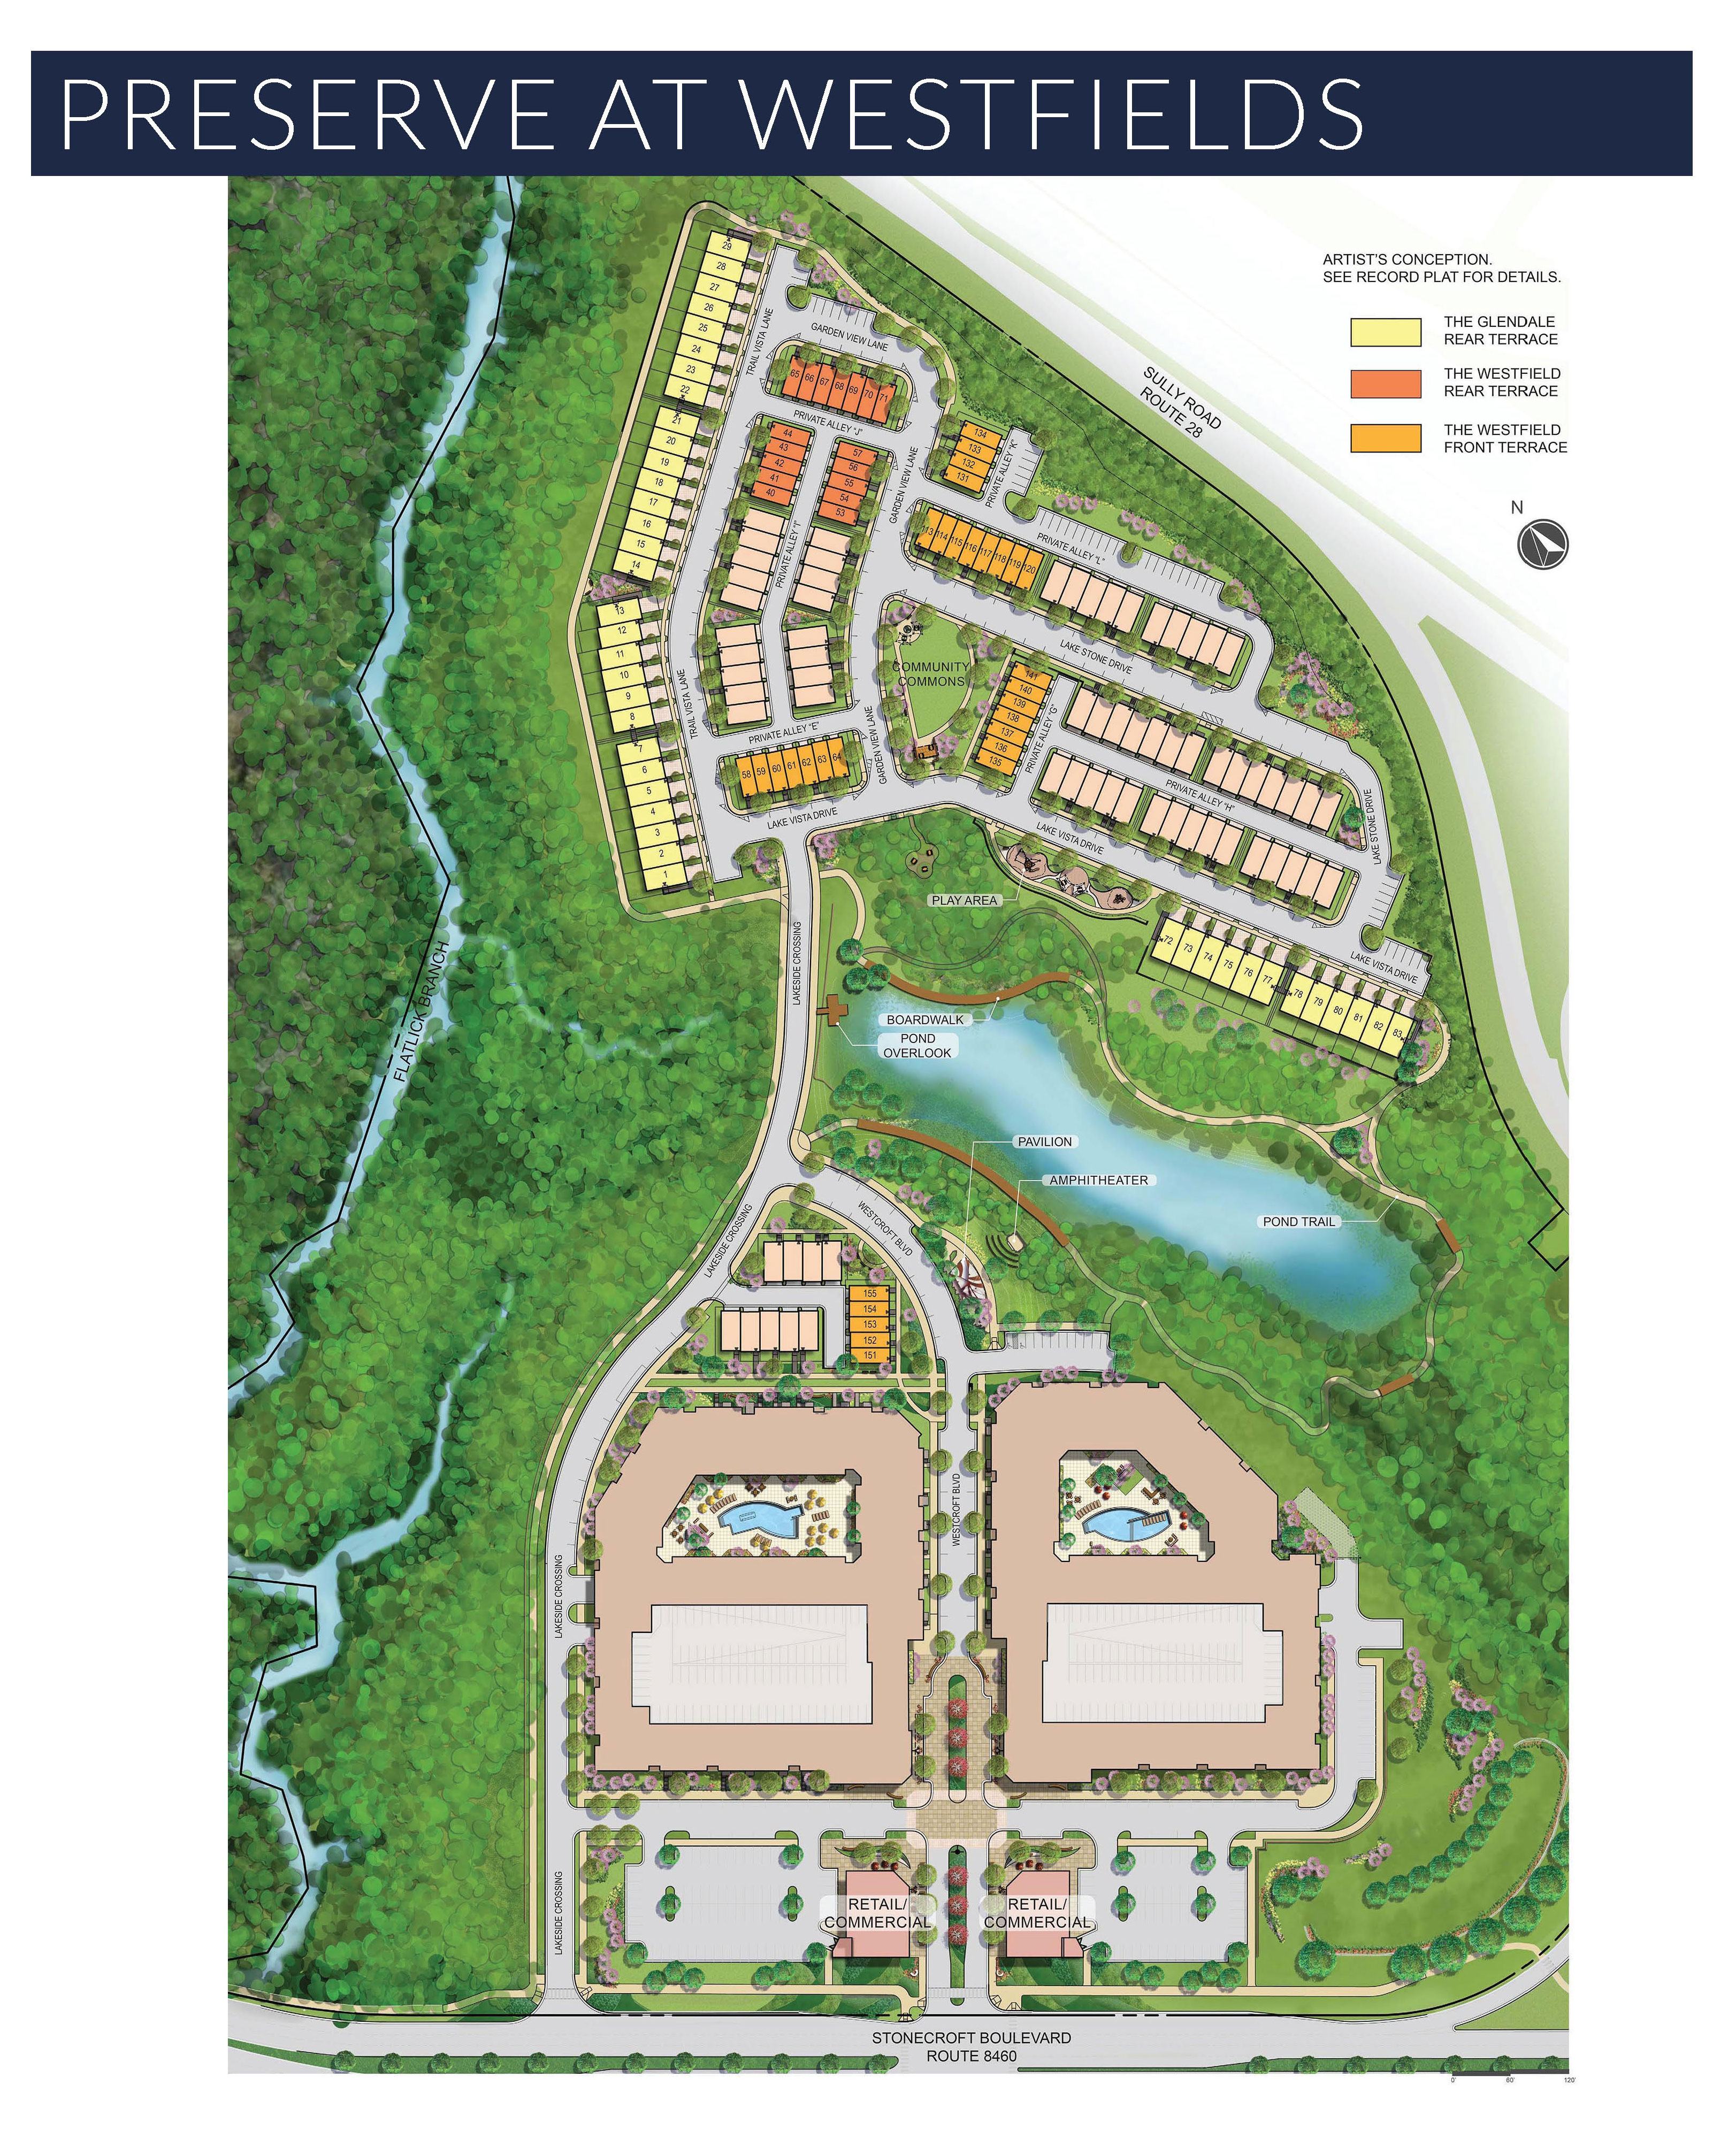 PRESERVE AT WESTFIELDS
ARTIST'S CONCEPTION.
SEE RECORD PLAT FOR DETAILS.
THE GLENDALE
REAR TERRACE
THE WESTFIELD
REAR TERRACE
THE WESTFIELD
FRONT TERRACE
N
SULLY ROAD
ROUTE 28
29
28
27
26
25
24
23
22
21
20
19
18
17
16
15
14
13
12
11
10
9
8
7
6
5
4
3
2
1
TRAIL VISTA LANE
GARDEN VIEW LANE
65 66 67 68 69 70 71
PRIVATE ALLEY "J"
44
43
42
41
40
57
56
55
54
53
GARDEN VIEW LANE
134
133
132
131
PRIVATE ALLEY "K"
113 114 115 116 117 118 119 120
PRIVATE ALLEY "L"
PRIVATE ALLEY "I"
COMMUNITY
COMMONS
LAKE STONE DRIVE
141
140
139
138
137
136
135
PRIVATE ALLEY "G"
TRAIL VISTA LANE
PRIVATE ALLEY "E"
58 59 60 61 62 63 64
GARDEN VIEW LANE
PRIVATE ALLEY "H"
LAKE STONE DRIVE
LAKE VISTA DRIVE
LAKE VISTA DRIVE
PLAY AREA
72 73 74 75 76 77 78 79 80 81 82 83
LAKE VISTA DRIVE
LAKESIDE CROSSING
FLATLICK BRANCH
BOARDWALK
POND
OVERLOOK
PAVILION
AMPHITHEATER
POND TRAIL
WESTCROFT BLVD
LAKESIDE CROSSING
155
154
153
152
151
WESTCROFT BLVD
LAKESIDE CROSSING
LAKESIDE CROSSING
RETAIL/
COMMERCIAL
RETAIL/
COMMERCIAL
STONECROFT BOULEVARD
ROUTE 8460
0' 60' 120'